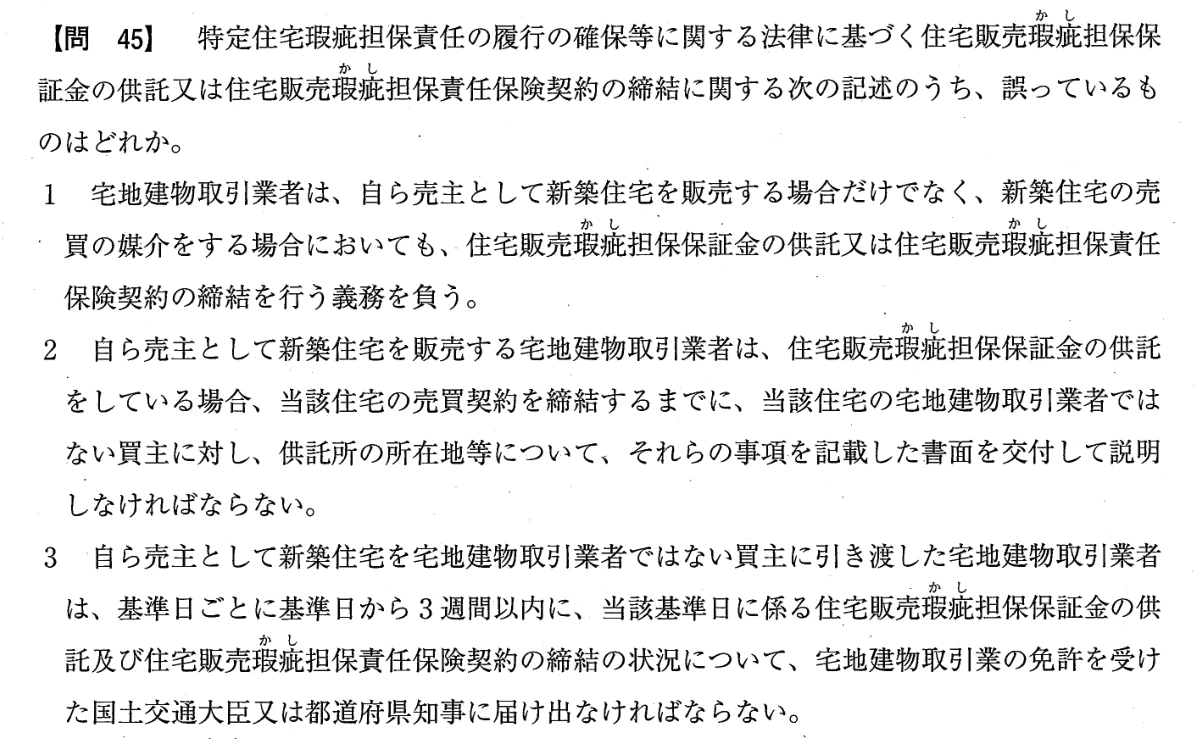 【問 45】 特定住宅瑕疵担保責任の履行の確保等に関する法律に基づく住宅販売瑕疵担保保
証金の供託又は住宅販売瑕疵担保責任保険契約の締結に関する次の記述のうち、誤っているも
のはどれか。
1 宅地建物取引業者は、自ら売主として新築住宅を販売する場合だけでなく、新築住宅の売
買の媒介をする場合においても、住宅販売瑕疵担保保証金の供託又は住宅販売瑕疵担保責任
保険契約の締結を行う義務を負う。
2 自ら売主として新築住宅を販売する宅地建物取引業者は、住宅販売瑕疵担保保証金の供託
をしている場合、当該住宅の売買契約を締結するまでに、当該住宅の宅地建物取引業者では
ない買主に対し、供託所の所在地等について、それらの事項を記載した書面を交付して説明
しなければならない。
3 自ら売主として新築住宅を宅地建物取引業者ではない買主に引き渡した宅地建物取引業者
は、基準日ごとに基準日から3週間以内に、当該基準日に係る住宅販売瑕疵担保保証金の供
託及び住宅販売瑕疵担保責任保険契約の締結の状況について、宅地建物取引業の免許を受け
た国土交通大臣又は都道府県知事に届け出なければならない。